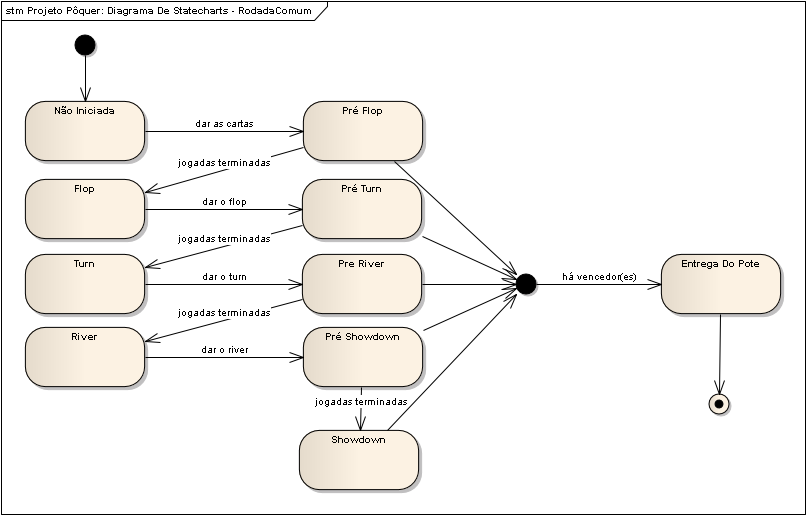 stm Projeto Pôquer: Diagrama De Statecharts - RodadaComum
Não Iniciada
dar as cartas
Pré Flop
jogadas terminadas
Flop
dar o flop
Pré Turn
jogadas terminadas
Turn
dar o turn
Pre River
há vencedor(es)
Entrega Do Pote
jogadas terminadas
River
dar o river
Pré Showdown
jogadas terminadas
Showdown